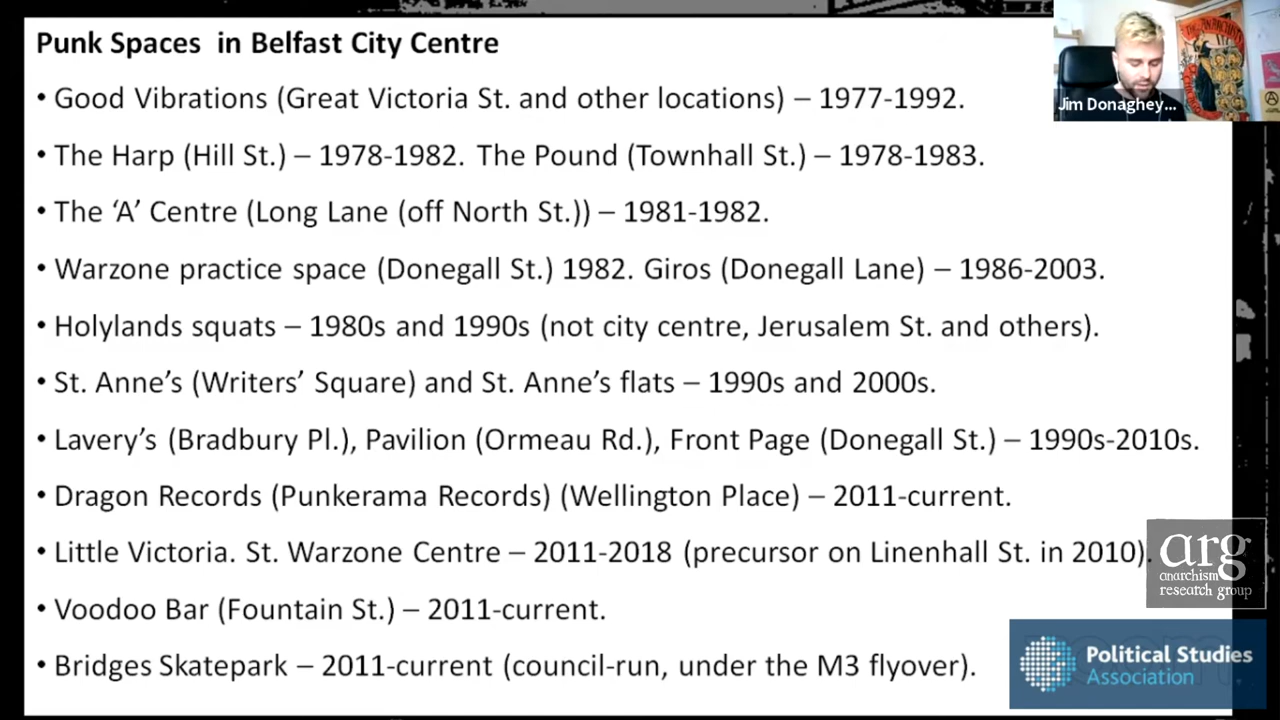 Punk Spaces in Belfast City Centre
• Good Vibrations (Great Victoria St. and other locations) – 1977-1992.
• The Harp (Hill St.) – 1978-1982. The Pound (Townhall St.) – 1978-1983.
• The ‘A’ Centre (Long Lane (off North St.)) – 1981-1982.
• Warzone practice space (Donegall St.) 1982. Giros (Donegall Lane) – 1986-2003.
• Holylands squats – 1980s and 1990s (not city centre, Jerusalem St. and others).
• St. Anne’s (Writers’ Square) and St. Anne’s flats – 1990s and 2000s.
• Lavery’s (Bradbury Pl.), Pavilion (Ormeau Rd.), Front Page (Donegall St.) – 1990s-2010s.
• Dragon Records (Punkerama Records) (Wellington Place) – 2011-current.
• Little Victoria. St. Warzone Centre – 2011-2018 (precursor on Linenhall St. in 2010).
• Voodoo Bar (Fountain St.) – 2011-current.
• Bridges Skatepark – 2011-current (council-run, under the M3 flyover).
Jim Donaghey...
arg
anarchism
research group
Political Studies
Association